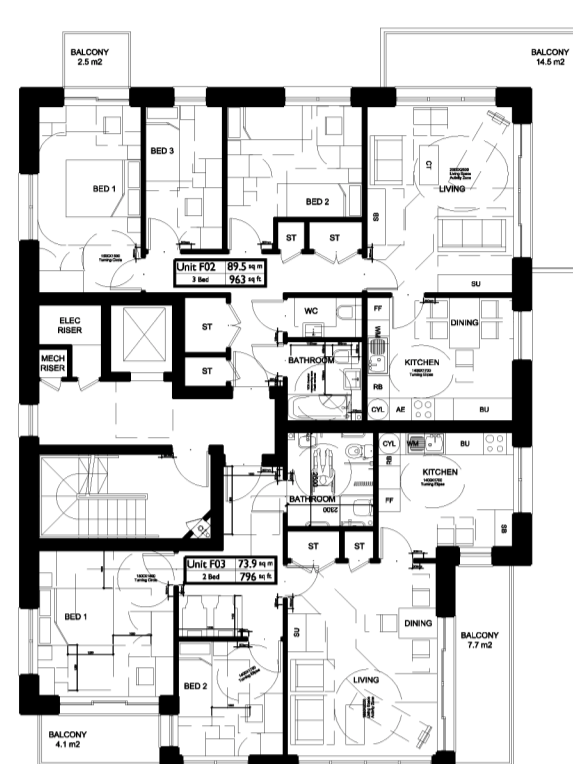 BALCONY
2.5 m2
BALCONY
14.5 m2
BED 1
BED 3
BED 2
CT
LIVING
BS
ST
ST
SU
Unit F02 89.5 sq m
3 Bed 963 sq ft
ELEC
RISER
MECH
RISER
ST
ST
WC
BATHROOM
FF
WM
DINING
KITCHEN
RB
CYL
AE
BU
CYL
WM
BU
RB
KITCHEN
FF
SB
BATHROOM
2300
ST
ST
Unit F03 73.9 sq m
2 Bed 796 sq ft
BED 1
BED 2
SU
DINING
LIVING
BALCONY
7.7 m2
BALCONY
4.1 m2